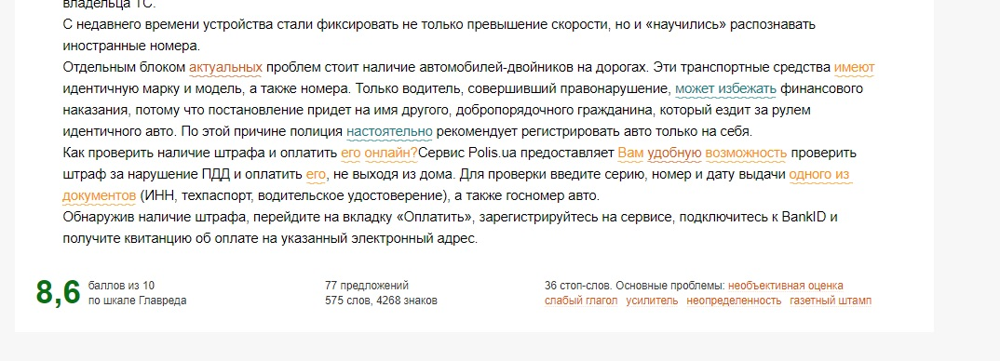 владельца ТС.
С недавнего времени устройства стали фиксировать не только превышение скорости, но и «научились» распознавать
иностранные номера.
Отдельным блоком актуальных проблем стоит наличие автомобилей-двойников на дорогах. Эти транспортные средства имеют
идентичную марку и модель, а также номера. Только водитель, совершивший правонарушение, может избежать финансового
наказания, потому что постановление придет на имя другого, добропорядочного гражданина, который ездит за рулем
идентичного авто. По этой причине полиция настоятельно рекомендует регистрировать авто только на себя.
Как проверить наличие штрафа и оплатить его онлайн?Сервис Polis.ua предоставляет Вам удобную возможность проверить
штраф за нарушение ПДД и оплатить его, не выходя из дома. Для проверки введите серию, номер и дату выдачи одного из
документов (ИНН, техпаспорт, водительское удостоверение), а также госномер авто.
Обнаружив наличие штрафа, перейдите на вкладку «Оплатить», зарегистрируйтесь на сервисе, подключитесь к BankID и
получите квитанцию об оплате на указанный электронный адрес.
8,6 баллов из 10 77 предложений 36 стоп-слов. Основные проблемы: необъективная оценка
по шкале Главреда 575 слов, 4268 знаков слабый глагол усилитель неопределенность газетный штамп